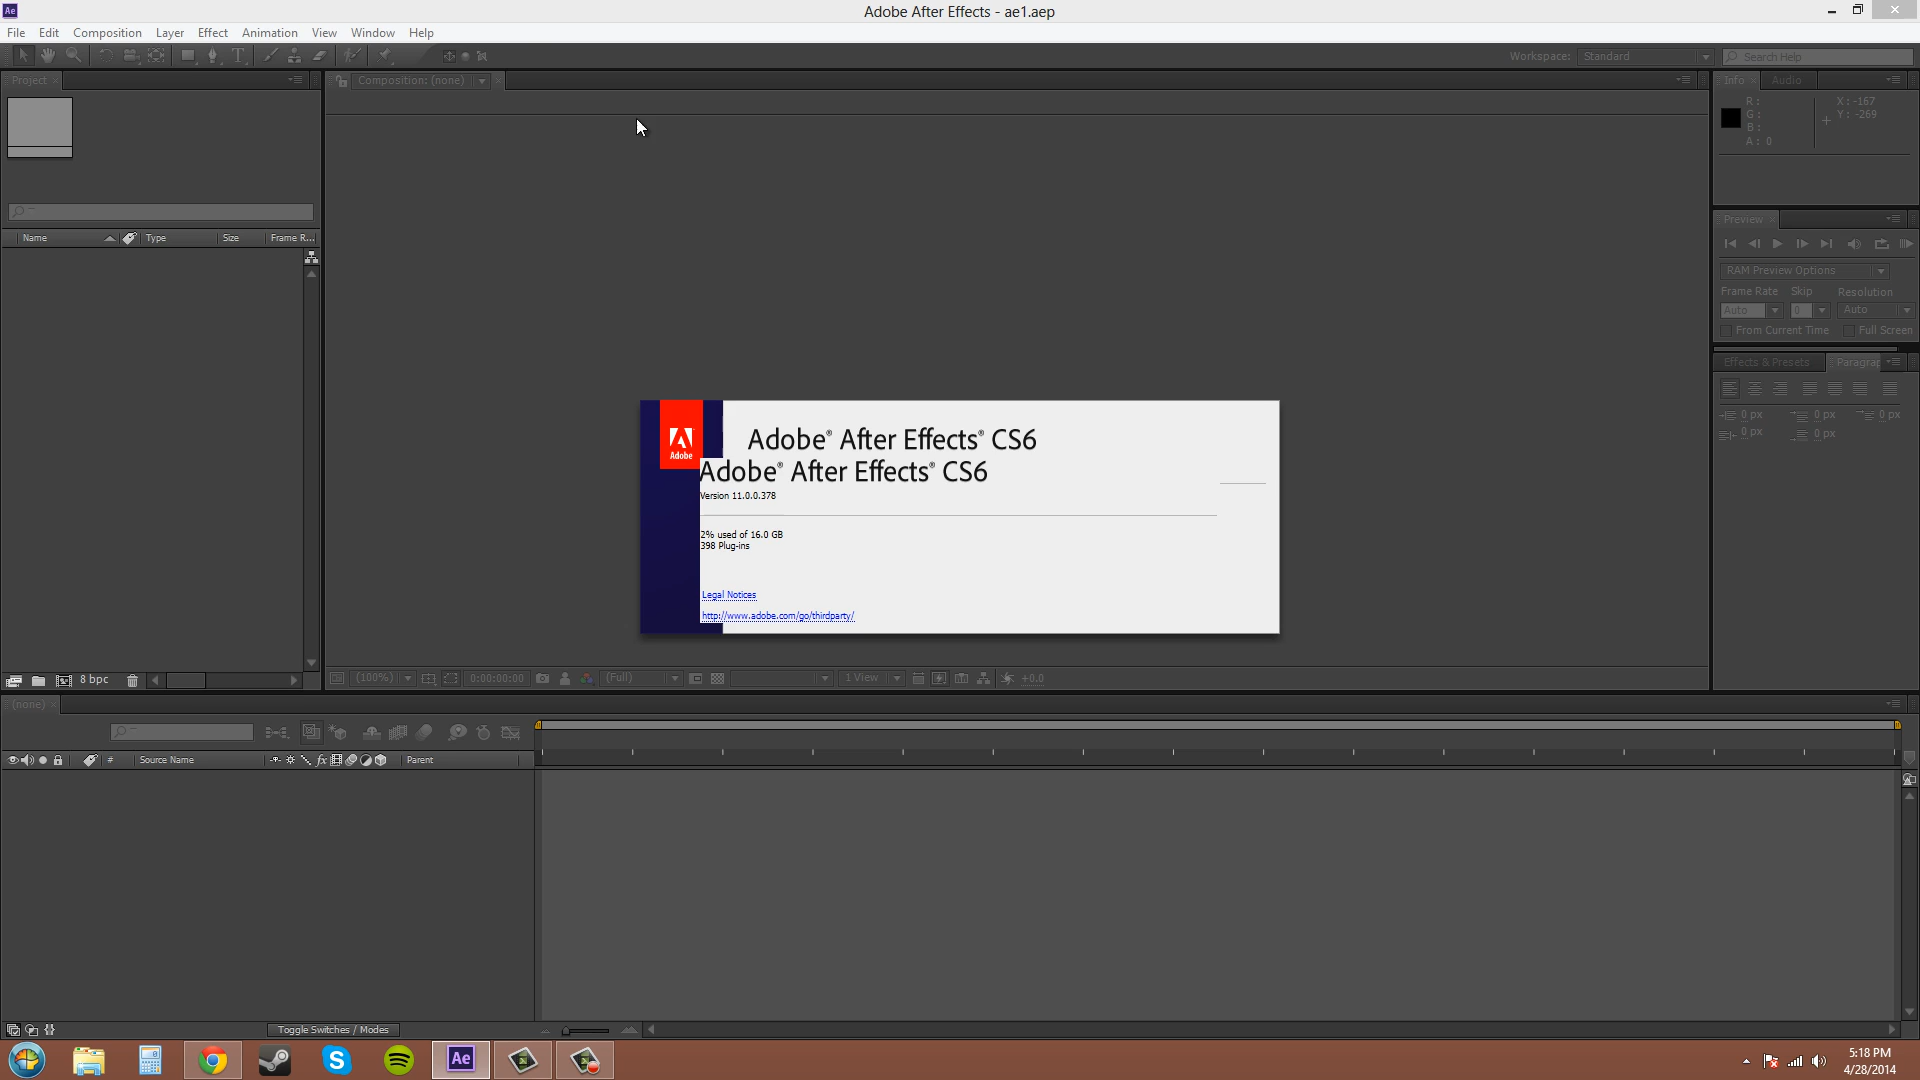 Ae
Adobe After Effects - ae1.aep
File Edit Composition Layer Effect Animation View Window Help
T
Workspace: Standard
Search Help
Project
Composition: (none)
Info Audio
R:
G:
B:
A: 0
X: -167
Y: -269
Name Type Size Frame R...
Preview
RAM Preview Options
Frame Rate Skip Resolution
Auto 0 Auto
From Current Time Full Screen
Effects & Presets Paragrap
0 px 0 px 0 px
0 px 0 px
Adobe
Adobe® After Effects® CS6
Adobe® After Effects® CS6
Version 11.0.0.378
2% used of 16.0 GB
398 Plug-ins
Legal Notices
http://www.adobe.com/go/thirdparty/
8 bpc
(100%) 0:00:00:00 (Full) 1 View +0.0
(none)
# Source Name fx Parent
Toggle Switches / Modes
Ae
5:18 PM
4/28/2014